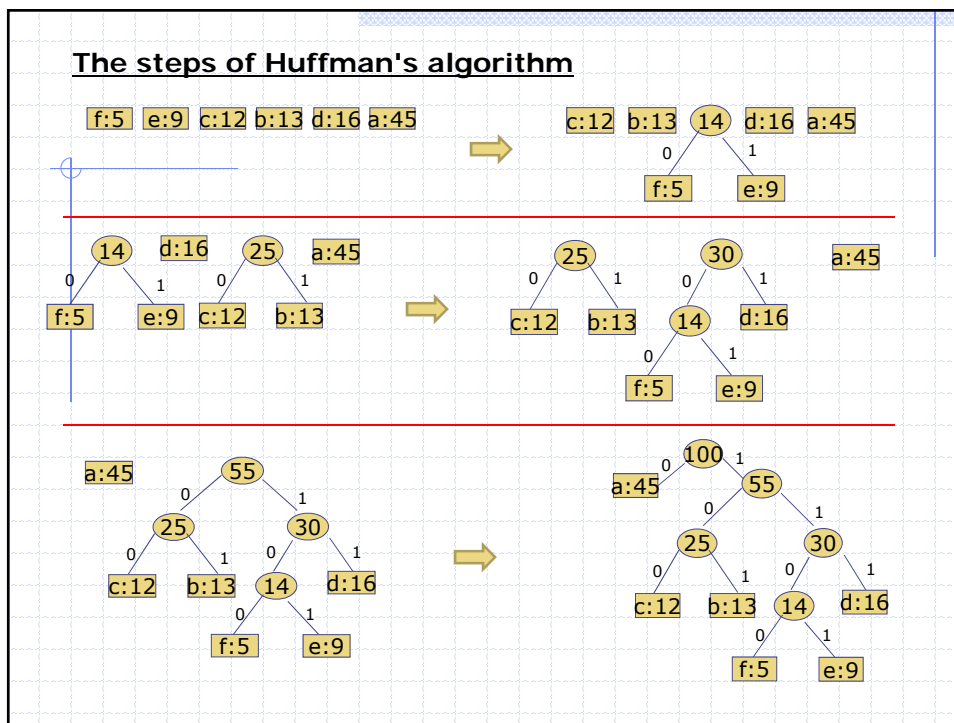 The steps of Huffman's algorithm
f:5 e:9 c:12 b:13 d:16 a:45
c:12 b:13 14 d:16 a:45
0 1
f:5 e:9
14 d:16 25 a:45
0 1 0 1
f:5 e:9 c:12 b:13
25 30 a:45
0 1 0 1
c:12 b:13 14 d:16
0 1
f:5 e:9
a:45 55
0 1
25 30
0 1 0 1
c:12 b:13 14 d:16
0 1
f:5 e:9
100
0 1
a:45 55
0 1
25 30
0 1 0 1
c:12 b:13 14 d:16
0 1
f:5 e:9